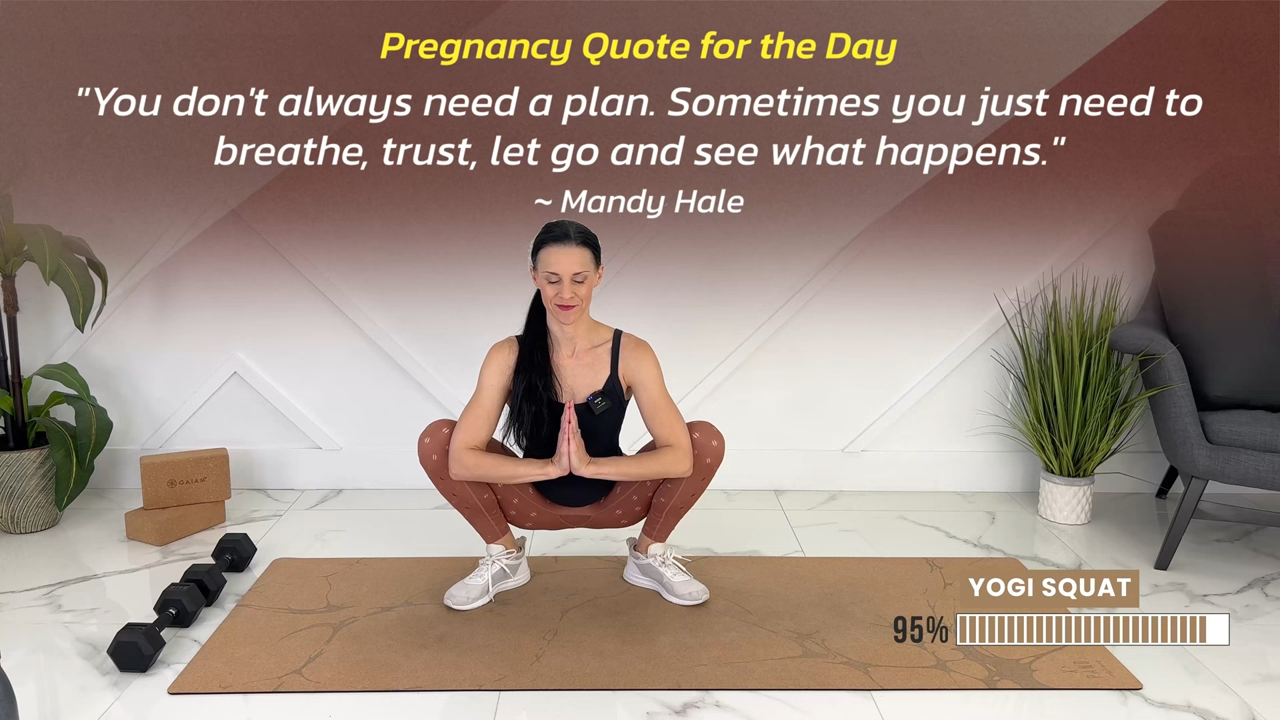 Pregnancy Quote for the Day
"You don't always need a plan. Sometimes you just need to
breathe, trust, let go and see what happens."
~ Mandy Hale
GAIAM
YOGI SQUAT
95%